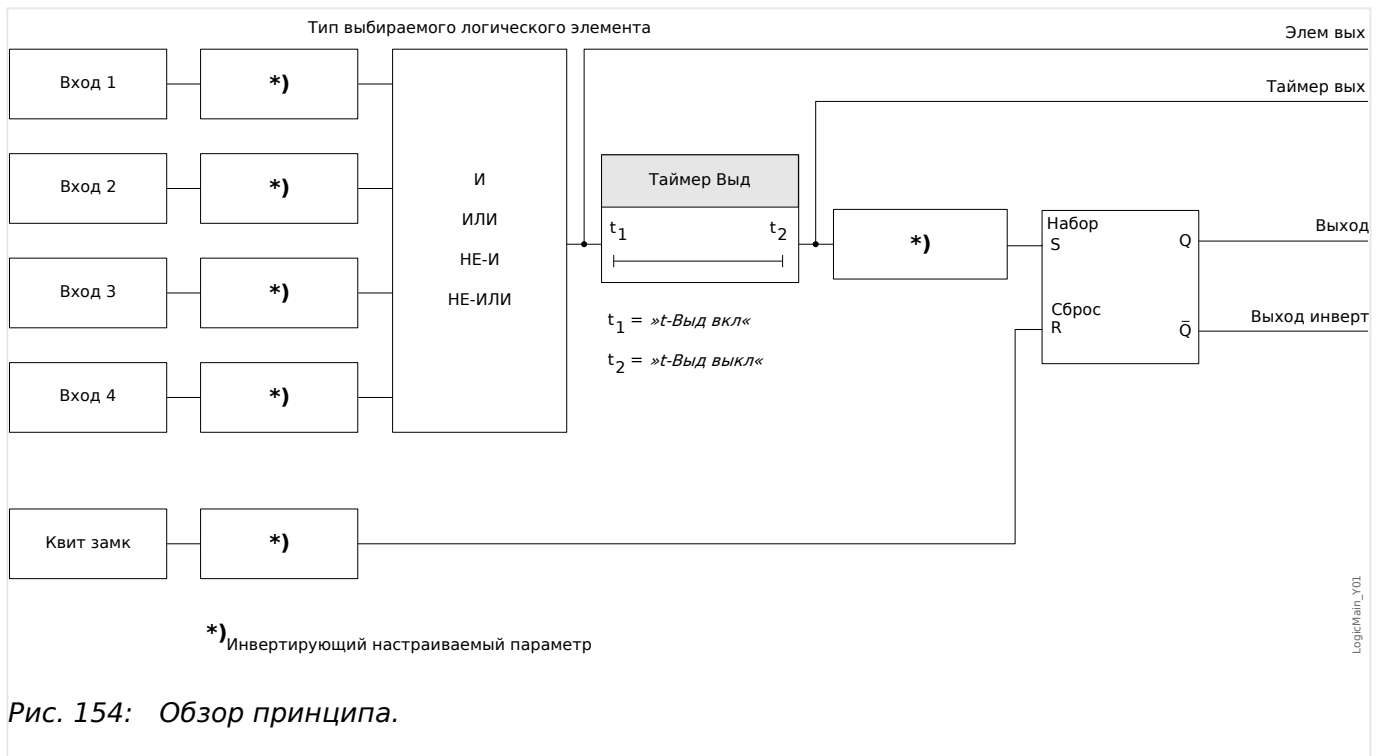 Тип выбираемого логического элемента
Элем вых
Вход 1
*)
Таймер вых
Вход 2
*)
И
ИЛИ
НЕ-И
НЕ-ИЛИ
Таймер Выд
t1
t2
*)
Набор
S
Q
Выход
Вход 3
*)
t1 = »t-Выд вкл«
t2 = »t-Выд выкл«
Сброс
R
Q̅
Выход инверт
Вход 4
*)
Квит замк
*)
*)Инвертирующий настраиваемый параметр
LogicMain_Y01
Рис. 154: Обзор принципа.